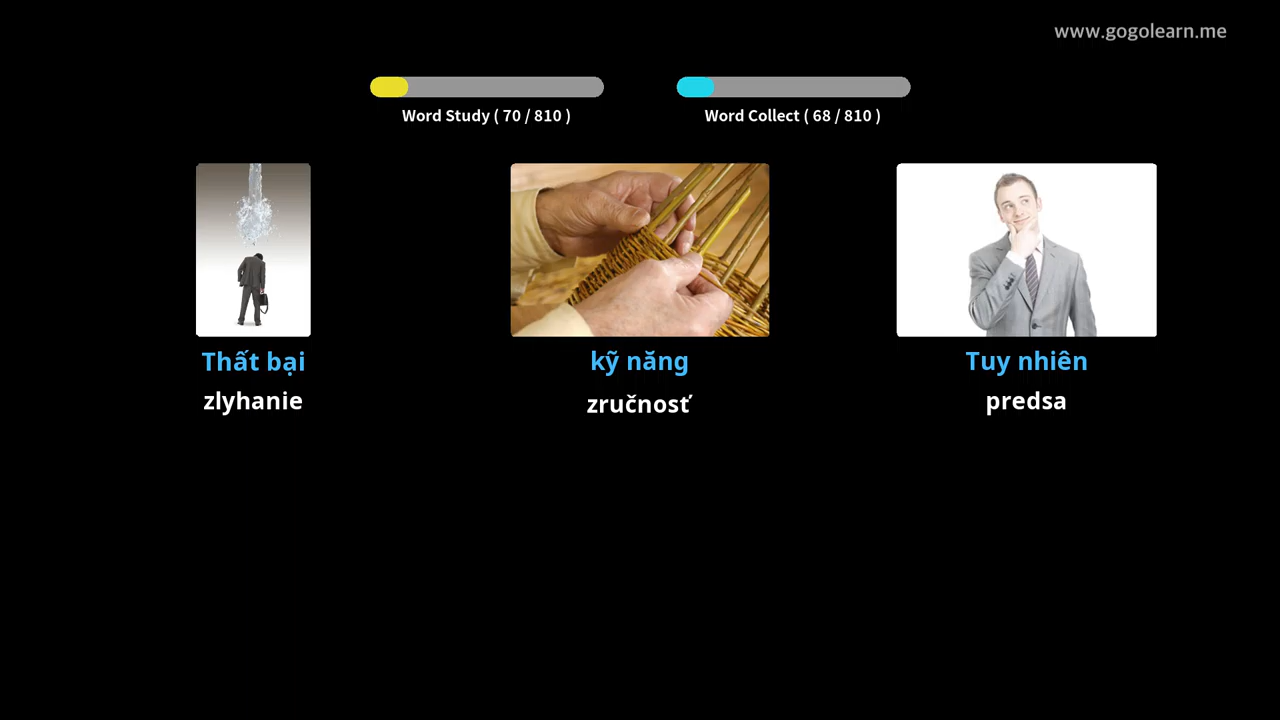 www.gogolearn.me
Word Study ( 70 / 810 )
Word Collect ( 68 / 810 )
Thất bại
zlyhanie
kỹ năng
zručnosť
Tuy nhiên
predsa